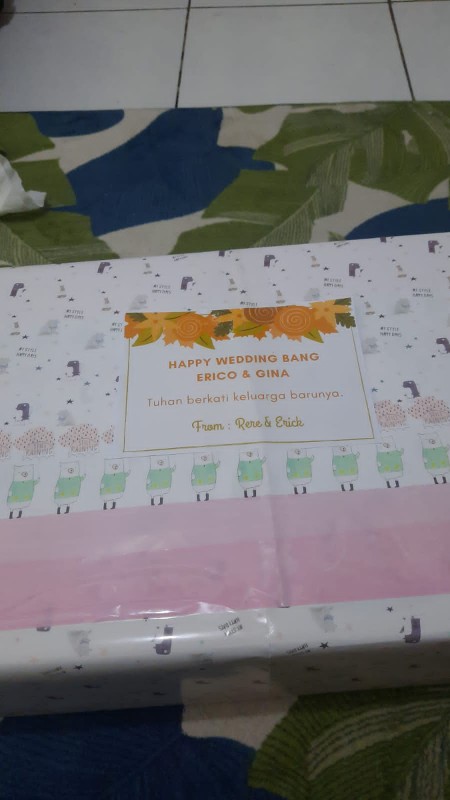 HAPPY WEDDING BANG
ERICO & GINA
Tuhan berkati keluarga barunya.
From : Rere & Erick